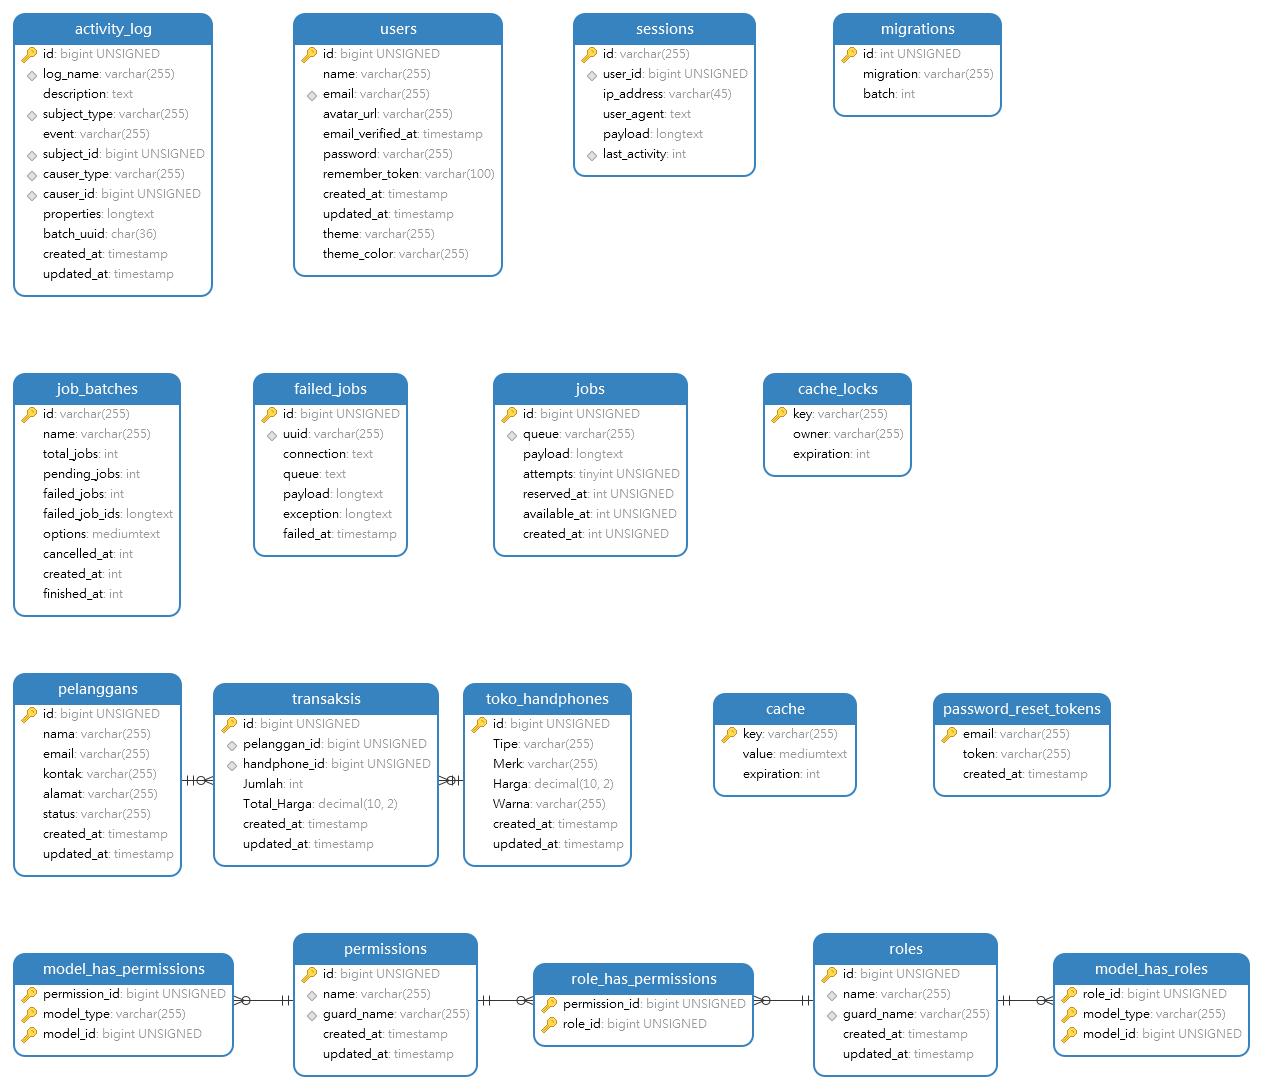 activity_log
id: bigint UNSIGNED
log_name: varchar(255)
description: text
subject_type: varchar(255)
event: varchar(255)
subject_id: bigint UNSIGNED
causer_type: varchar(255)
causer_id: bigint UNSIGNED
properties: longtext
batch_uuid: char(36)
created_at: timestamp
updated_at: timestamp
users
id: bigint UNSIGNED
name: varchar(255)
email: varchar(255)
avatar_url: varchar(255)
email_verified_at: timestamp
password: varchar(255)
remember_token: varchar(100)
created_at: timestamp
updated_at: timestamp
theme: varchar(255)
theme_color: varchar(255)
sessions
id: varchar(255)
user_id: bigint UNSIGNED
ip_address: varchar(45)
user_agent: text
payload: longtext
last_activity: int
migrations
id: int UNSIGNED
migration: varchar(255)
batch: int
job_batches
id: varchar(255)
name: varchar(255)
total_jobs: int
pending_jobs: int
failed_jobs: int
failed_job_ids: longtext
options: mediumtext
cancelled_at: int
created_at: int
finished_at: int
failed_jobs
id: bigint UNSIGNED
uuid: varchar(255)
connection: text
queue: text
payload: longtext
exception: longtext
failed_at: timestamp
jobs
id: bigint UNSIGNED
queue: varchar(255)
payload: longtext
attempts: tinyint UNSIGNED
reserved_at: int UNSIGNED
available_at: int UNSIGNED
created_at: int UNSIGNED
cache_locks
key: varchar(255)
owner: varchar(255)
expiration: int
pelanggans
id: bigint UNSIGNED
nama: varchar(255)
email: varchar(255)
kontak: varchar(255)
alamat: varchar(255)
status: varchar(255)
created_at: timestamp
updated_at: timestamp
transaksis
id: bigint UNSIGNED
pelanggan_id: bigint UNSIGNED
handphone_id: bigint UNSIGNED
Jumlah: int
Total_Harga: decimal(10, 2)
created_at: timestamp
updated_at: timestamp
toko_handphones
id: bigint UNSIGNED
Tipe: varchar(255)
Merk: varchar(255)
Harga: decimal(10, 2)
Warna: varchar(255)
created_at: timestamp
updated_at: timestamp
cache
key: varchar(255)
value: mediumtext
expiration: int
password_reset_tokens
email: varchar(255)
token: varchar(255)
created_at: timestamp
model_has_permissions
permission_id: bigint UNSIGNED
model_type: varchar(255)
model_id: bigint UNSIGNED
permissions
id: bigint UNSIGNED
name: varchar(255)
guard_name: varchar(255)
created_at: timestamp
updated_at: timestamp
role_has_permissions
permission_id: bigint UNSIGNED
role_id: bigint UNSIGNED
roles
id: bigint UNSIGNED
name: varchar(255)
guard_name: varchar(255)
created_at: timestamp
updated_at: timestamp
model_has_roles
role_id: bigint UNSIGNED
model_type: varchar(255)
model_id: bigint UNSIGNED